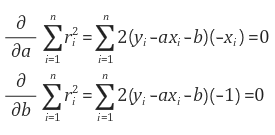 ∂/∂a ∑_{i=1}^{n} r_i^2 = ∑_{i=1}^{n} 2(y_i − ax_i − b)(−x_i) = 0
∂/∂b ∑_{i=1}^{n} r_i^2 = ∑_{i=1}^{n} 2(y_i − ax_i − b)(−1) = 0